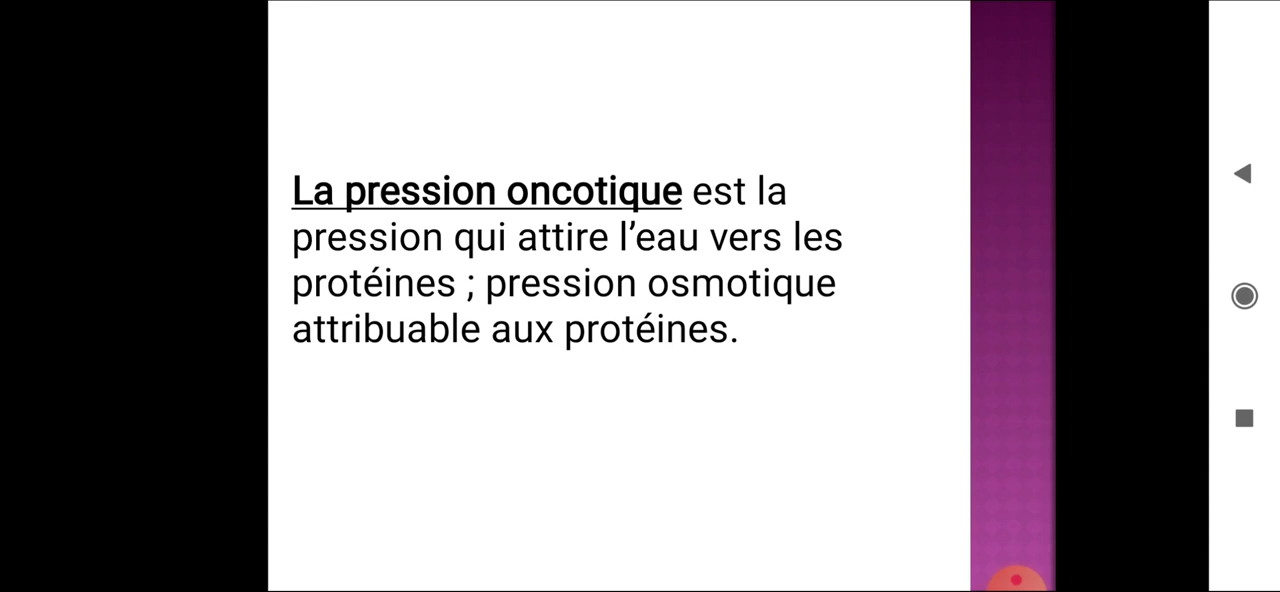 La pression oncotique est la
pression qui attire l’eau vers les
protéines ; pression osmotique
attribuable aux protéines.